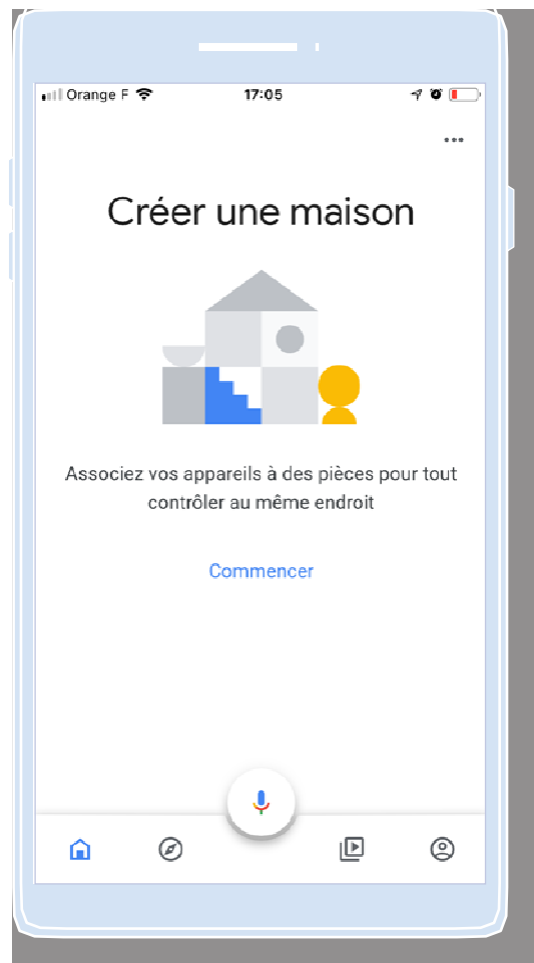 Orange F 17:05
Créer une maison
Associez vos appareils à des pièces pour tout
contrôler au même endroit
Commencer